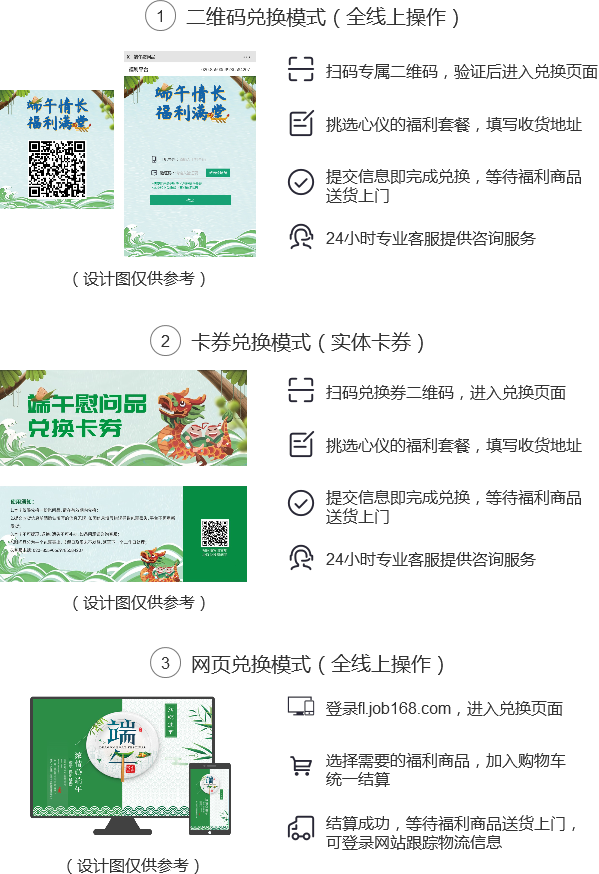 1 二维码兑换模式（全线上操作）
端午情长
福利满堂
端午情长
福利满堂
（设计图仅供参考）
扫码专属二维码，验证后进入兑换页面
挑选心仪的福利套餐，填写收货地址
提交信息即完成兑换，等待福利商品
送货上门
24小时专业客服提供咨询服务
2 卡券兑换模式（实体卡券）
端午慰问品
兑换卡券
（设计图仅供参考）
扫码兑换券二维码，进入兑换页面
挑选心仪的福利套餐，填写收货地址
提交信息即完成兑换，等待福利商品
送货上门
24小时专业客服提供咨询服务
3 网页兑换模式（全线上操作）
端
午
（设计图仅供参考）
登录fl.job168.com，进入兑换页面
选择需要的福利商品，加入购物车
统一结算
结算成功，等待福利商品送货上门，
可登录网站跟踪物流信息